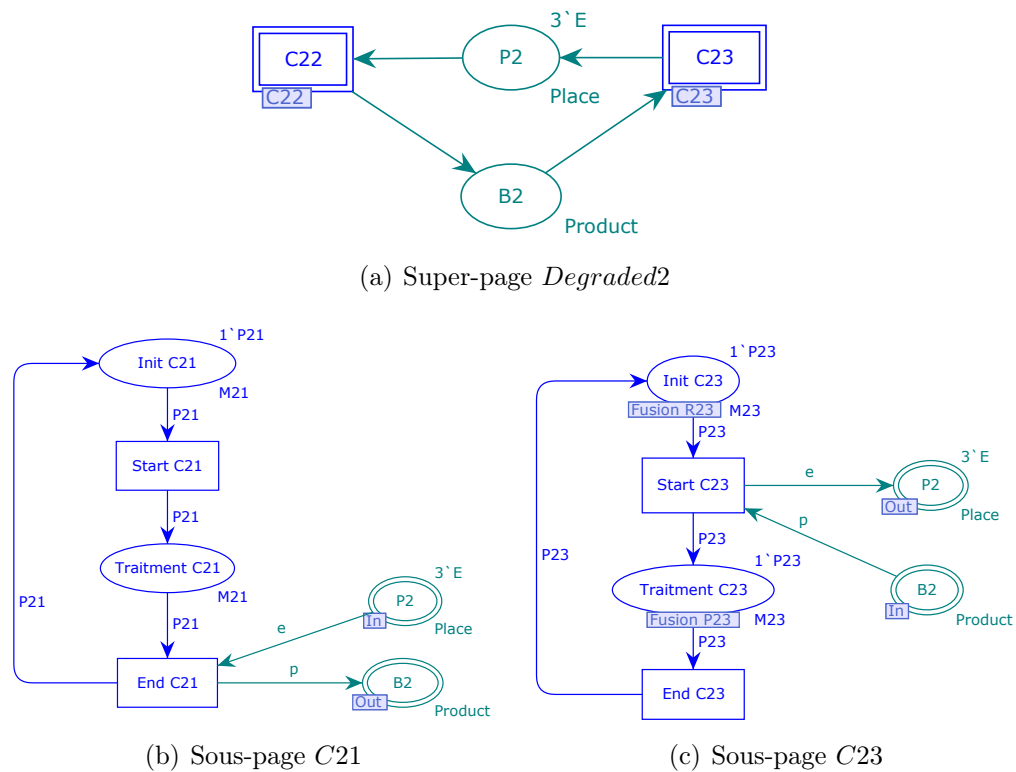 3`E
C22
P2
C23
C22
Place
C23
B2
Product
(a) Super-page Degraded2
1`P21
Init C21
M21
P21
Start C21
P21
Traitment C21
M21
P21
P21
3`E
P2
In
Place
e
End C21
p
B2
Out
Product
(b) Sous-page C21
1`P23
Init C23
Fusion R23
M23
P23
Start C23
e
3`E
P2
Out
Place
p
P23
P23
1`P23
Traitment C23
Fusion P23
M23
B2
In
Product
P23
End C23
(c) Sous-page C23